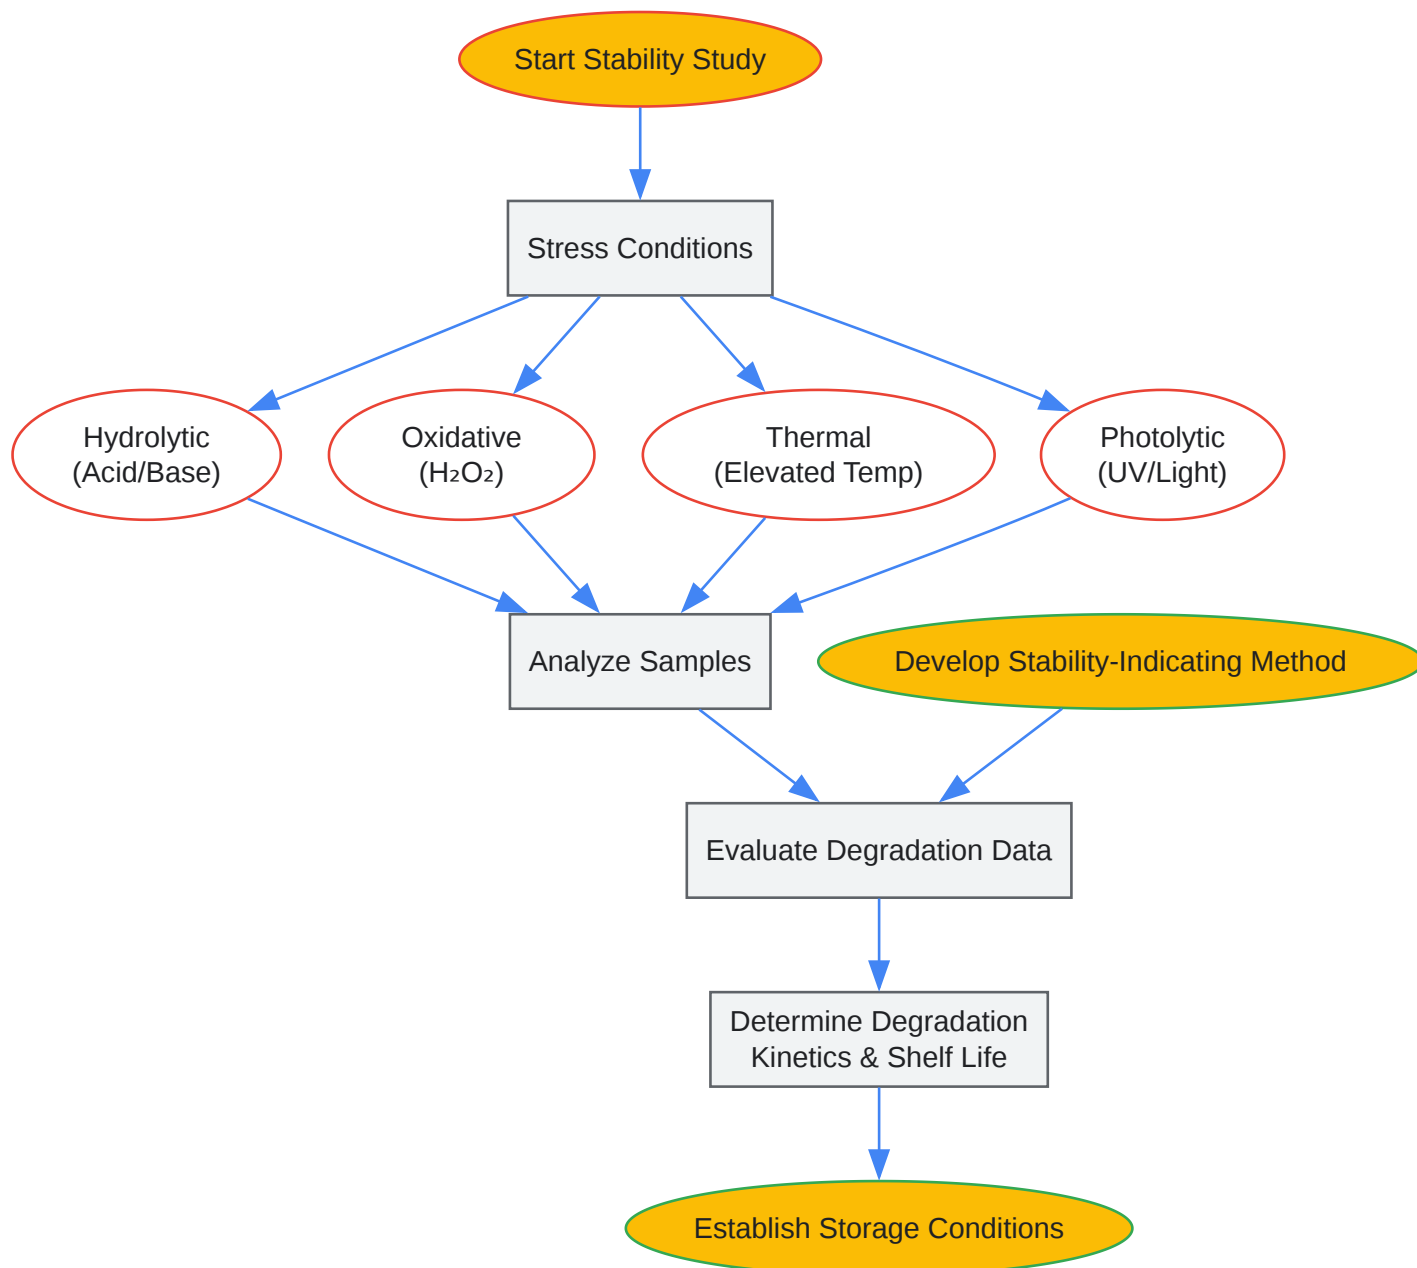 Start Stability Study
Stress Conditions
Hydrolytic
(Acid/Base)
Oxidative
(H₂O₂)
Thermal
(Elevated Temp)
Photolytic
(UV/Light)
Analyze Samples
Develop Stability-Indicating Method
Evaluate Degradation Data
Determine Degradation
Kinetics & Shelf Life
Establish Storage Conditions